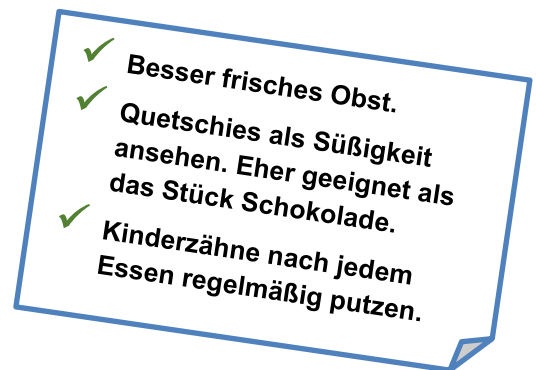 Besser frisches Obst.
Quetschies als Süßigkeit
ansehen. Eher geeignet als
das Stück Schokolade.
Kinderzähne nach jedem
Essen regelmäßig putzen.